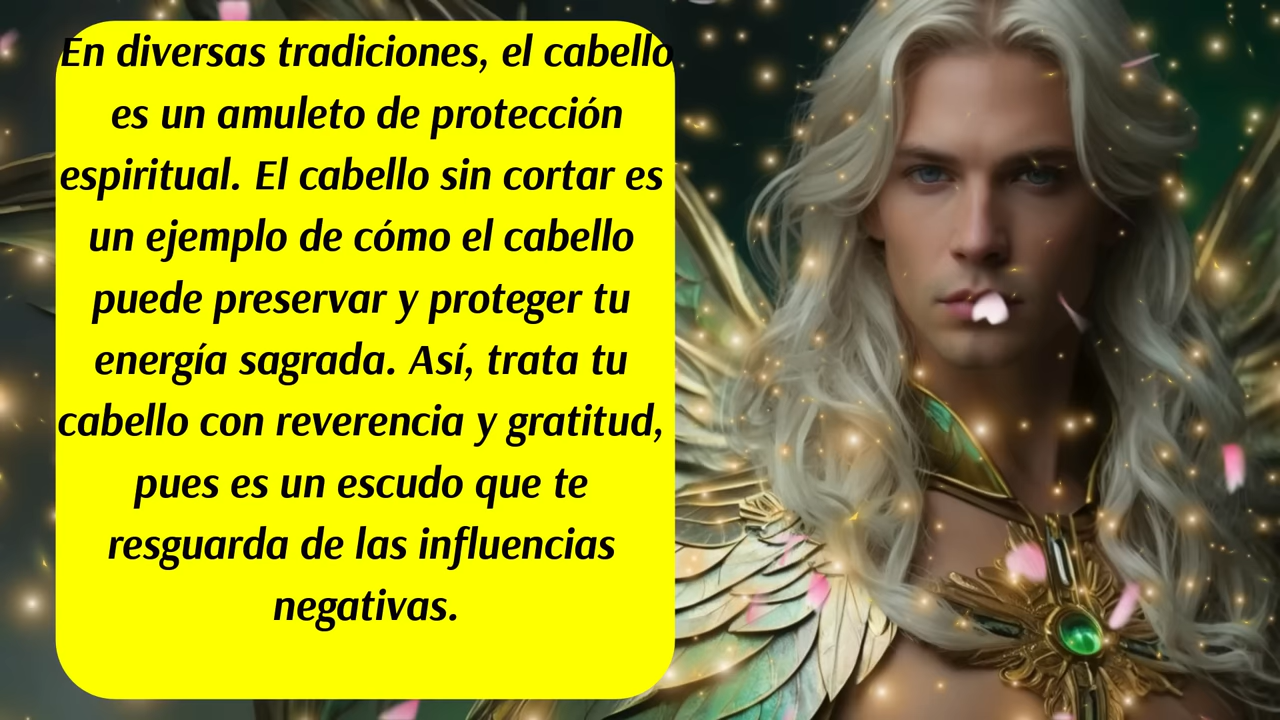 En diversas tradiciones, el cabello
es un amuleto de protección
espiritual. El cabello sin cortar es
un ejemplo de cómo el cabello
puede preservar y proteger tu
energía sagrada. Así, trata tu
cabello con reverencia y gratitud,
pues es un escudo que te
resguarda de las influencias
negativas.